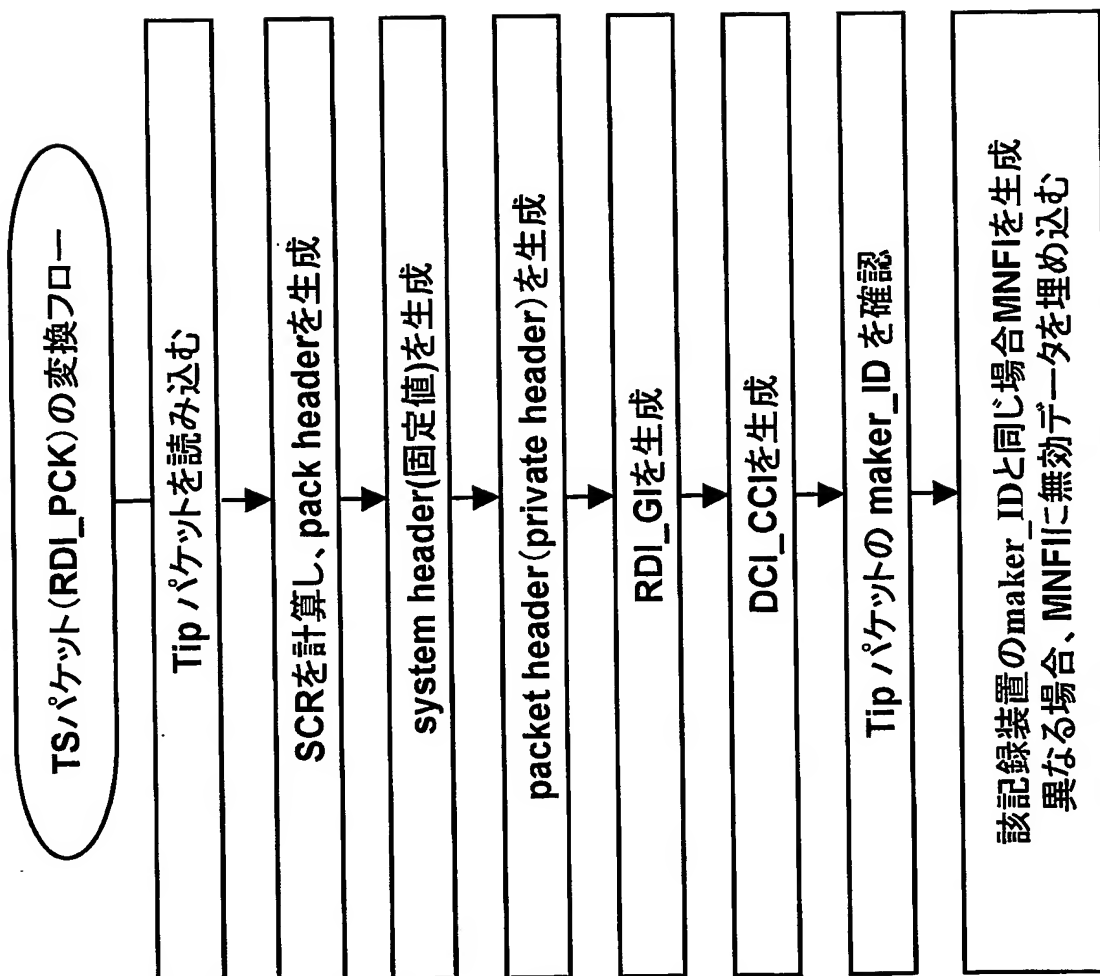 TSパケット(RDI_PCK)の変換フロー
Tip パケットを読み込む
SCRを計算し、pack headerを生成
system header(固定値)を生成
packet header(private header)を生成
RDI_GIを生成
DCI_CCIを生成
Tip パケットの maker_ID を確認
該記録装置のmaker_IDと同じ場合MNFIを生成
異なる場合、MNFIに無効データを埋め込む